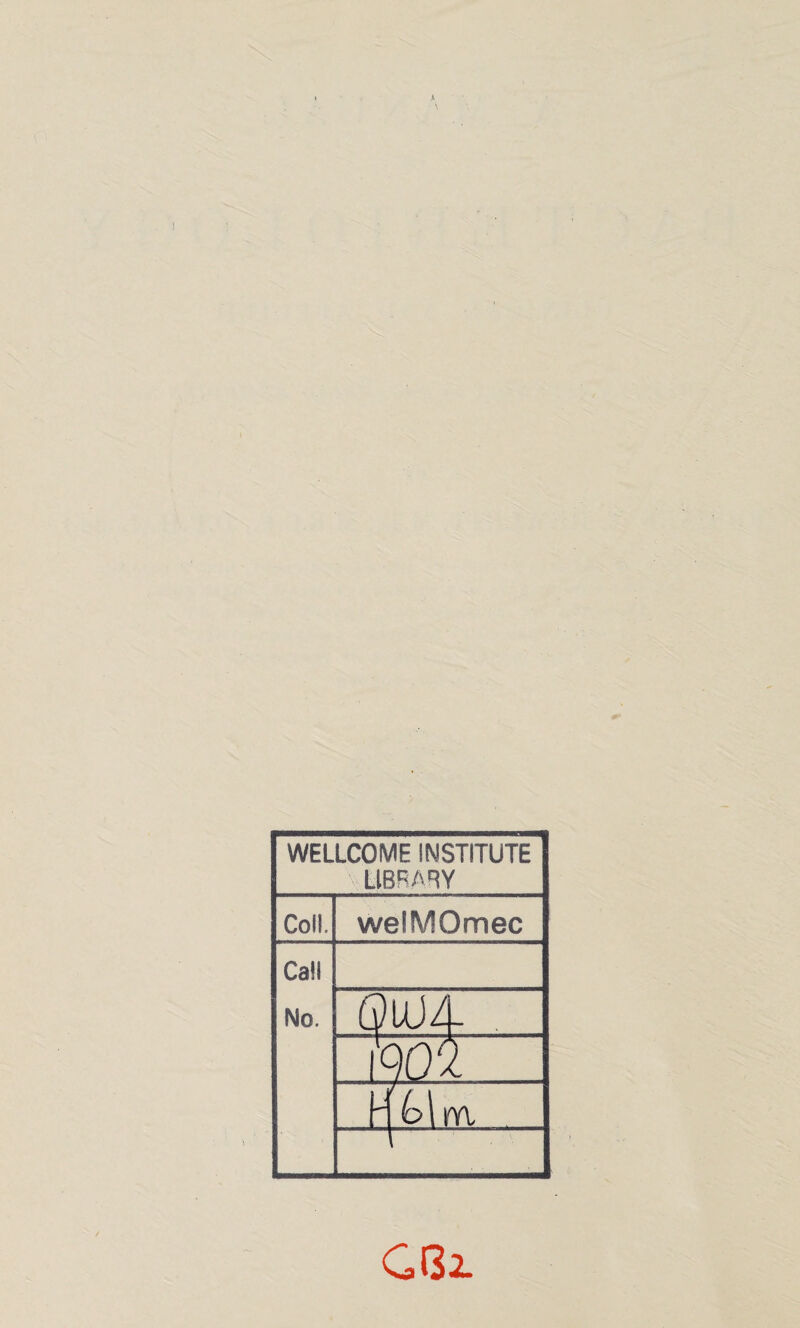 WELLCOME INSTITUTE
LIBRARY
Coll. welMOmec
Call
No. QW4
1902
H61m
GB2